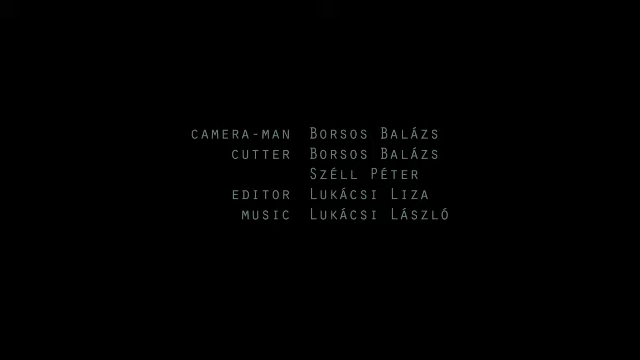 CAMERA-MAN BORSOS BALÁZS
CUTTER BORSOS BALÁZS
SZÉLL PÉTER
EDITOR LUKÁCSI LIZA
MUSIC LUKÁCSI LÁSZLÓ